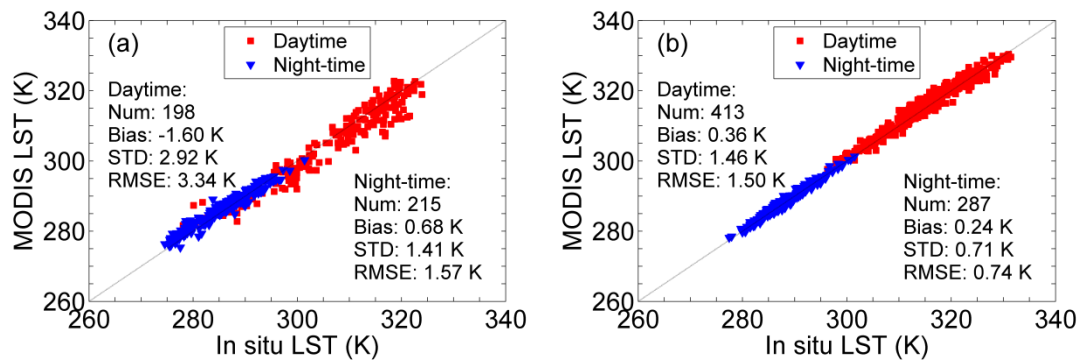 (a)
Daytime
Night-time
Daytime:
Num: 198
Bias: -1.60 K
STD: 2.92 K
RMSE: 3.34 K
Night-time:
Num: 215
Bias: 0.68 K
STD: 1.41 K
RMSE: 1.57 K
MODIS LST (K)
340
320
300
280
260
260 280 300 320 340
In situ LST (K)
(b)
Daytime
Night-time
Daytime:
Num: 413
Bias: 0.36 K
STD: 1.46 K
RMSE: 1.50 K
Night-time:
Num: 287
Bias: 0.24 K
STD: 0.71 K
RMSE: 0.74 K
MODIS LST (K)
340
320
300
280
260
260 280 300 320 340
In situ LST (K)